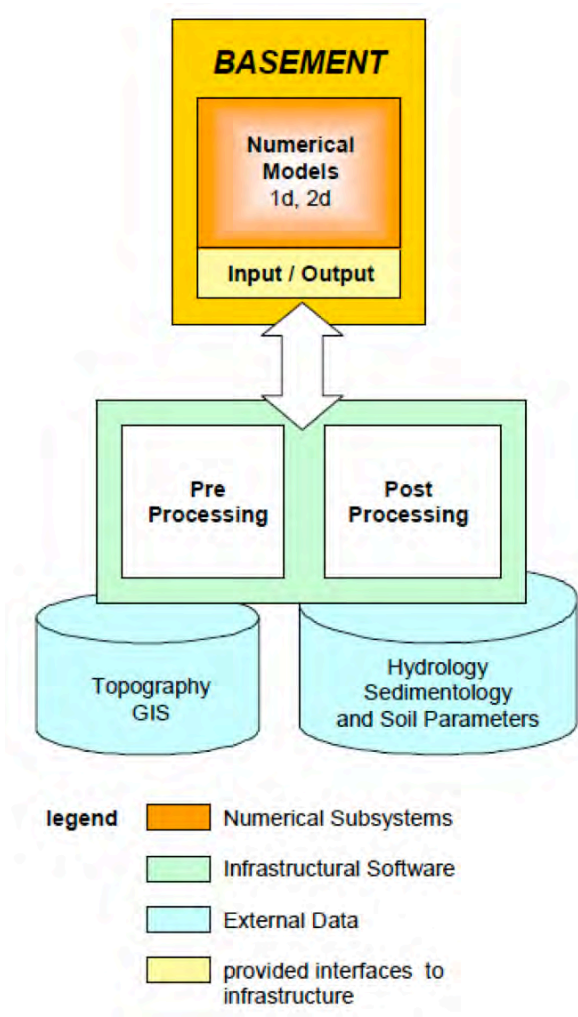 BASEMENT
Numerical
Models
1d, 2d
Input / Output
Pre
Processing
Post
Processing
Topography
GIS
Hydrology
Sedimentology
and Soil Parameters
legend
Numerical Subsystems
Infrastructural Software
External Data
provided interfaces to
infrastructure